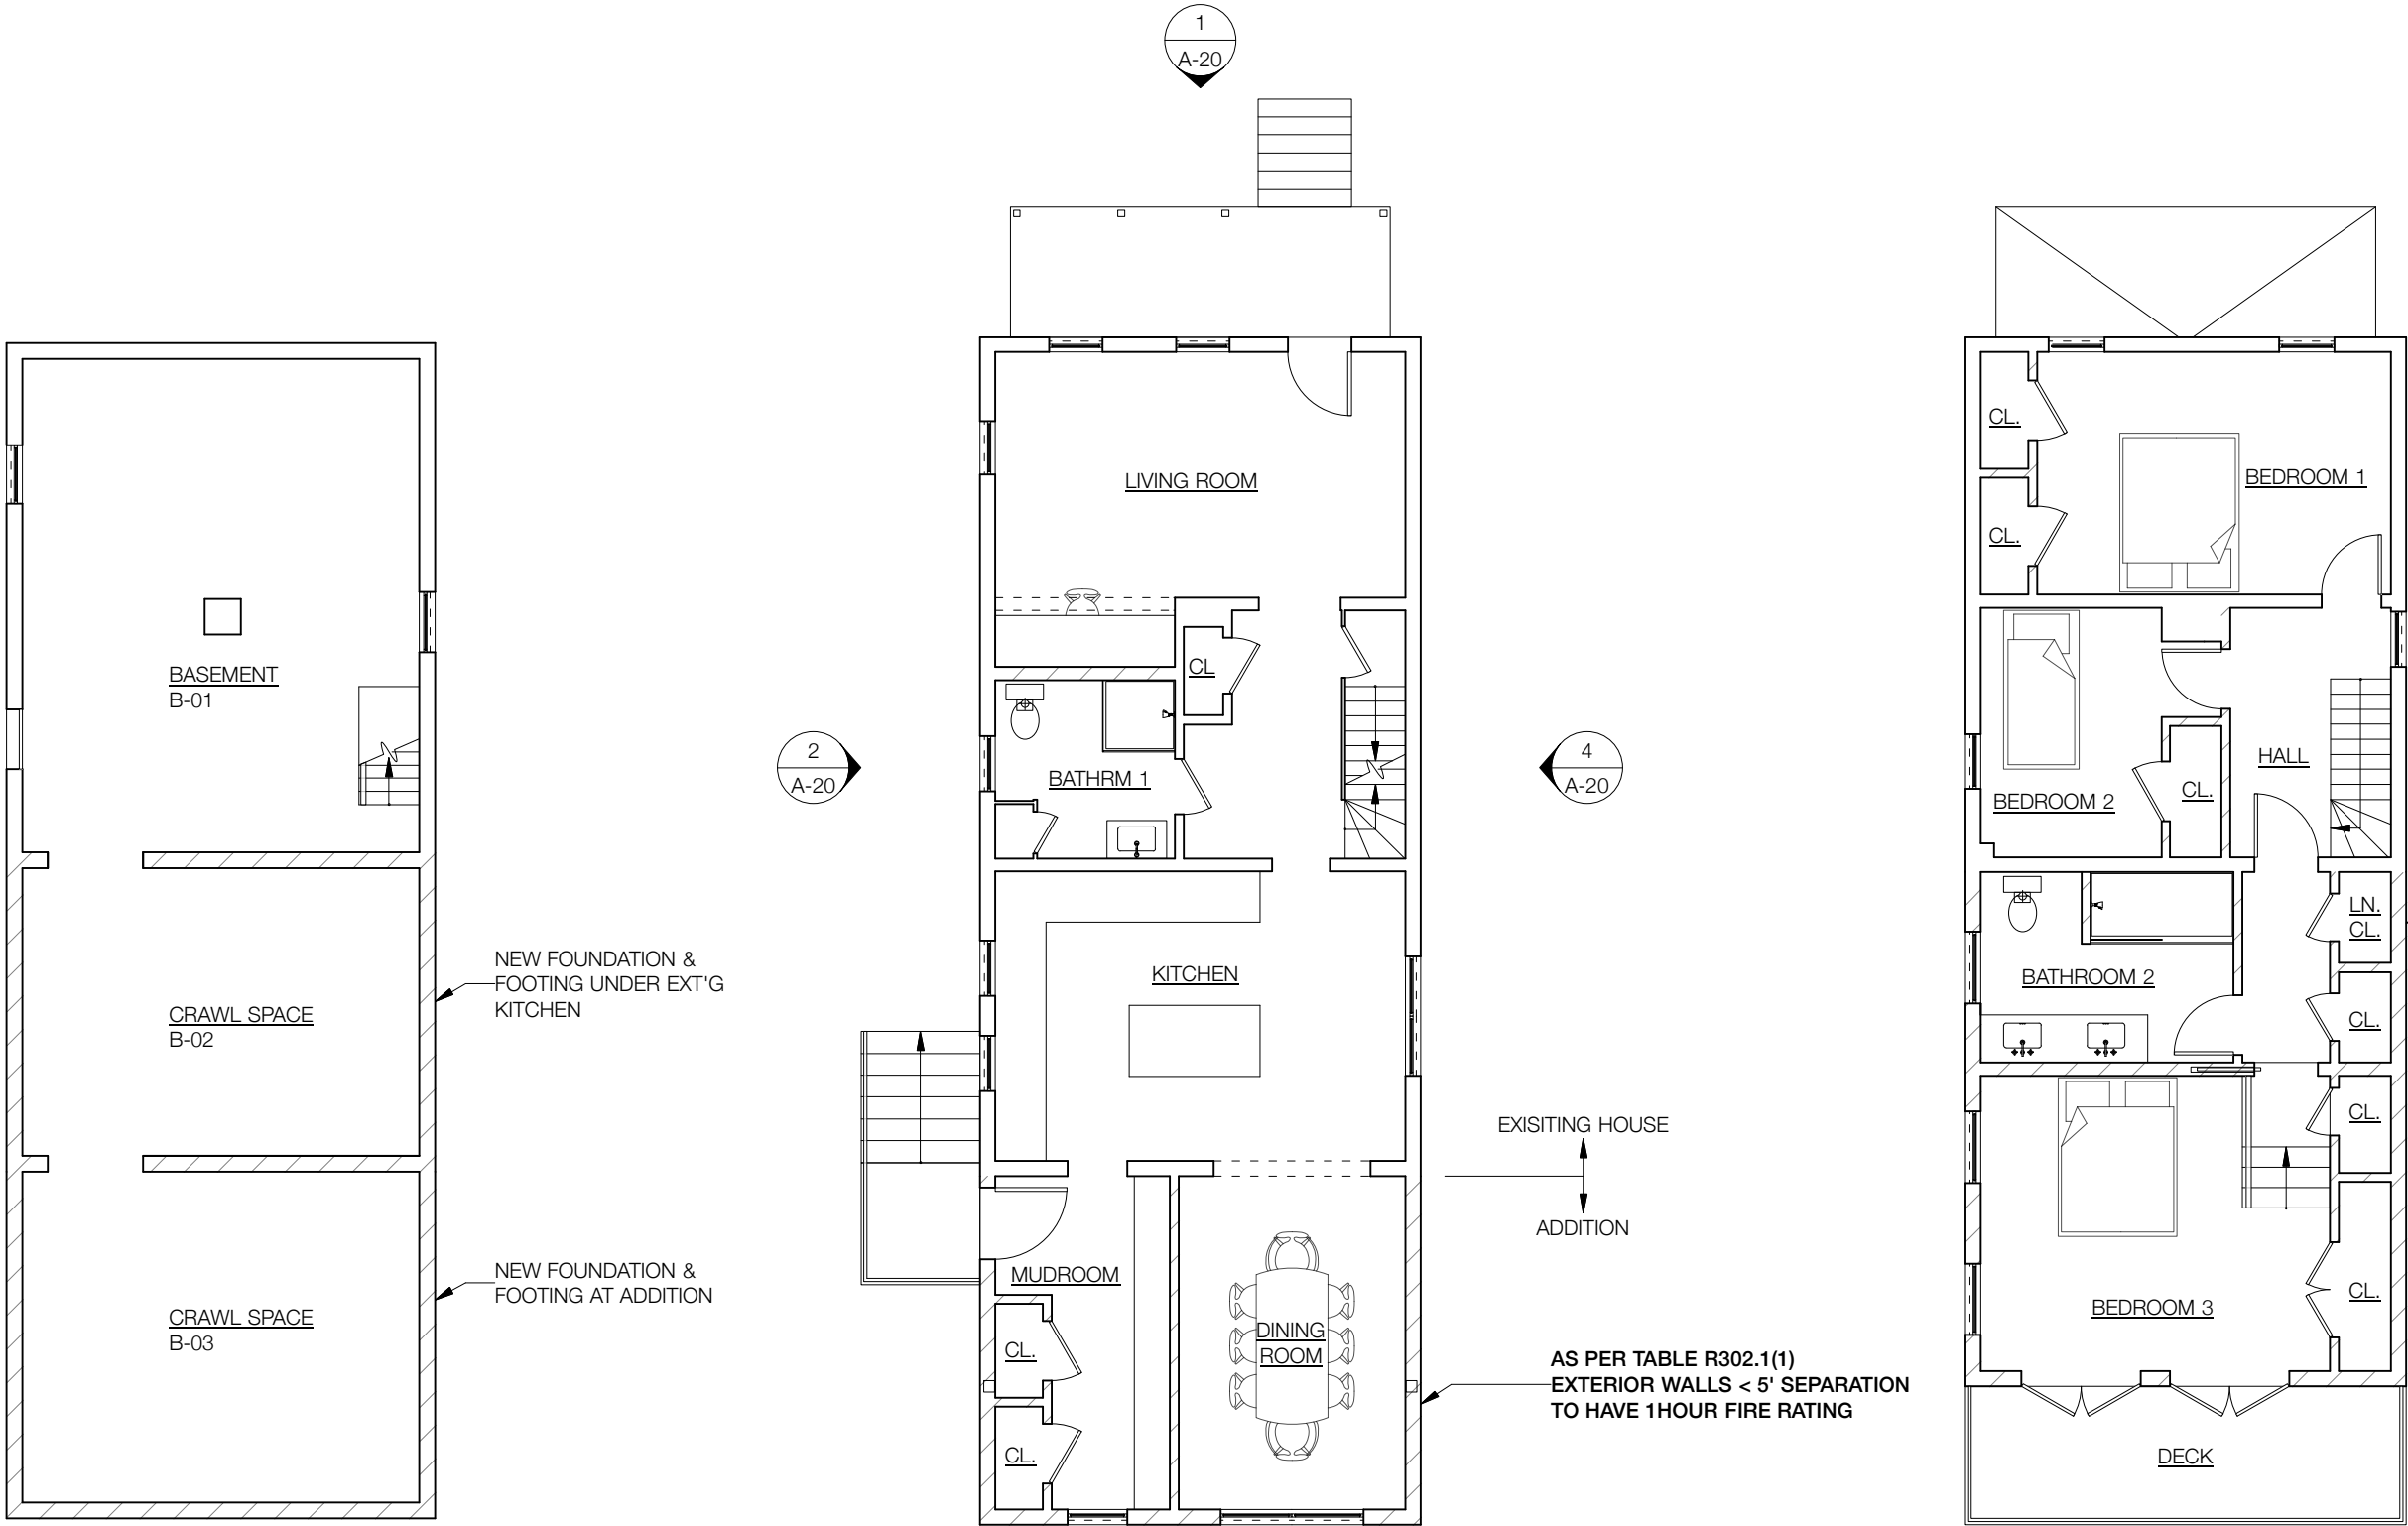 1
A-20
BASEMENT
B-01
CRAWL SPACE
B-02
CRAWL SPACE
B-03
NEW FOUNDATION &
FOOTING UNDER EXT'G
KITCHEN
NEW FOUNDATION &
FOOTING AT ADDITION
2
A-20
LIVING ROOM
CL
BATHRM 1
KITCHEN
MUDROOM
CL.
CL.
DINING
ROOM
4
A-20
EXISITING HOUSE
ADDITION
AS PER TABLE R302.1(1)
EXTERIOR WALLS < 5' SEPARATION
TO HAVE 1HOUR FIRE RATING
CL.
CL.
BEDROOM 1
BEDROOM 2
CL.
HALL
LN.
CL.
BATHROOM 2
CL.
CL.
BEDROOM 3
CL.
DECK